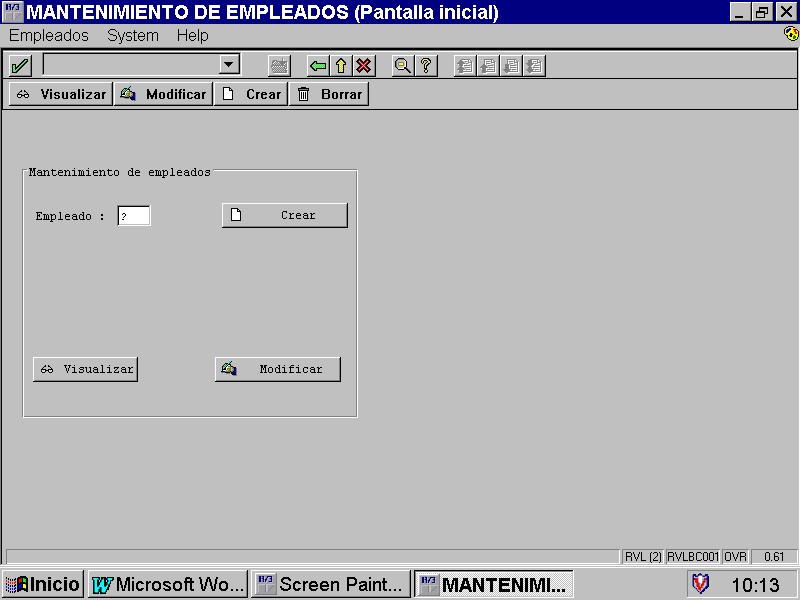 MANTENIMIENTO DE EMPLEADOS (Pantalla inicial)
Empleados System Help
Visualizar Modificar Crear Borrar
Mantenimiento de empleados
Empleado : ?
Crear
Visualizar Modificar
RVL (2) RVLBC001 OVR 0.61
Inicio Microsoft Wo... Screen Paint... MANTENIMI... 10:13